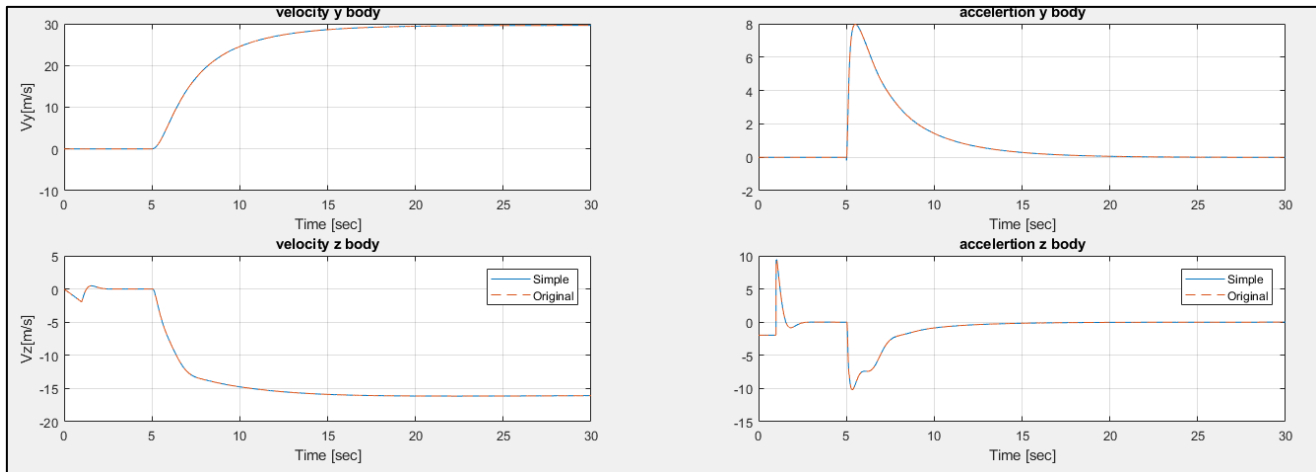 velocity y body
30
20
10
0
-10
Vy[m/s]
0 5 10 15 20 25 30
Time [sec]
accelertion y body
8
6
4
2
0
-2
0 5 10 15 20 25 30
Time [sec]
velocity z body
5
0
-5
-10
-15
-20
Vz[m/s]
Simple
Original
0 5 10 15 20 25 30
Time [sec]
accelertion z body
10
5
0
-5
-10
-15
Simple
Original
0 5 10 15 20 25 30
Time [sec]